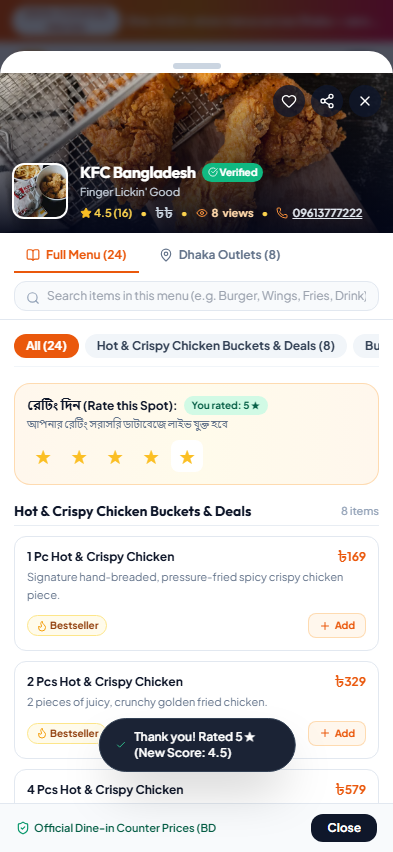 KFC Bangladesh Verified
Finger Lickin' Good
4.5 (16) • ৳৳ • 8 views • 09613777222
Full Menu (24) Dhaka Outlets (8)
Search items in this menu (e.g. Burger, Wings, Fries, Drink)
All (24) Hot & Crispy Chicken Buckets & Deals (8) Bu
রেটিং দিন (Rate this Spot): You rated: 5 ★
আপনার রেটিং সরাসরি ডাটাবেজে লাইভ যুক্ত হবে
★ ★ ★ ★ ★
Hot & Crispy Chicken Buckets & Deals 8 items
1 Pc Hot & Crispy Chicken ৳169
Signature hand-breaded, pressure-fried spicy crispy chicken
piece.
Bestseller + Add
2 Pcs Hot & Crispy Chicken ৳329
2 pieces of juicy, crunchy golden fried chicken.
Bestseller + Add
Thank you! Rated 5 ★
(New Score: 4.5)
4 Pcs Hot & Crispy Chicken ৳579
Official Dine-in Counter Prices (BD Close